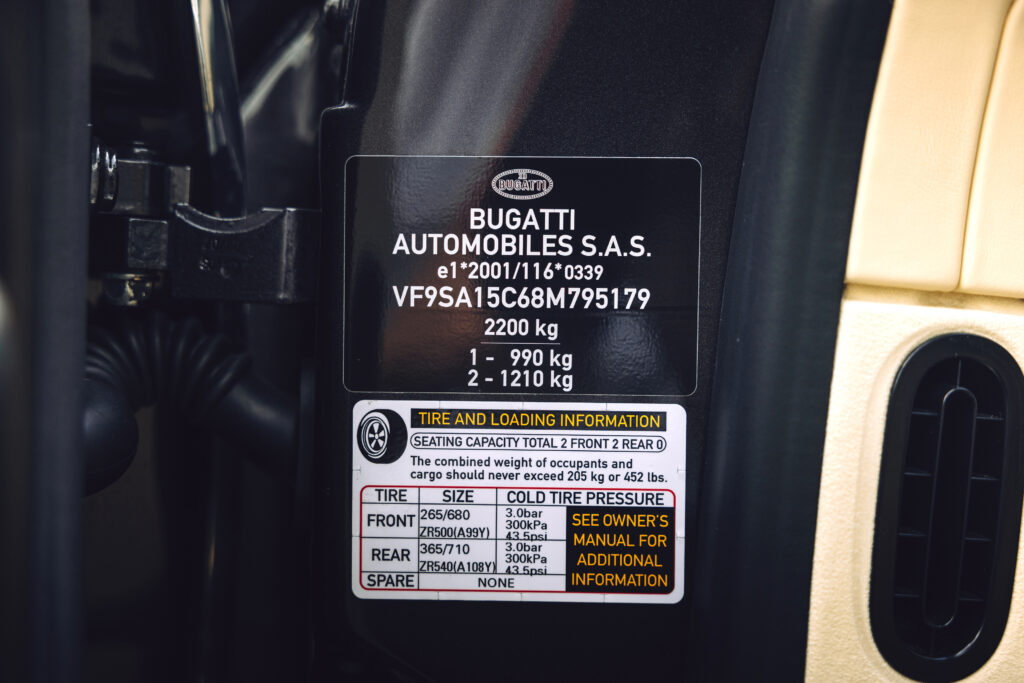 BUGATTI
BUGATTI
AUTOMOBILES S.A.S.
e1*2001/116*0339
VF9SA15C68M795179
2200 kg
1 - 990 kg
2 - 1210 kg
TIRE AND LOADING INFORMATION
SEATING CAPACITY TOTAL 2 FRONT 2 REAR 0
The combined weight of occupants and
cargo should never exceed 205 kg or 452 lbs.
TIRE SIZE COLD TIRE PRESSURE
FRONT 265/680 ZR500(A99Y) 3.0bar 300kPa 43.5psi
REAR 365/710 ZR540(A108Y) 3.0bar 300kPa 43.5psi
SPARE NONE
SEE OWNER'S
MANUAL FOR
ADDITIONAL
INFORMATION